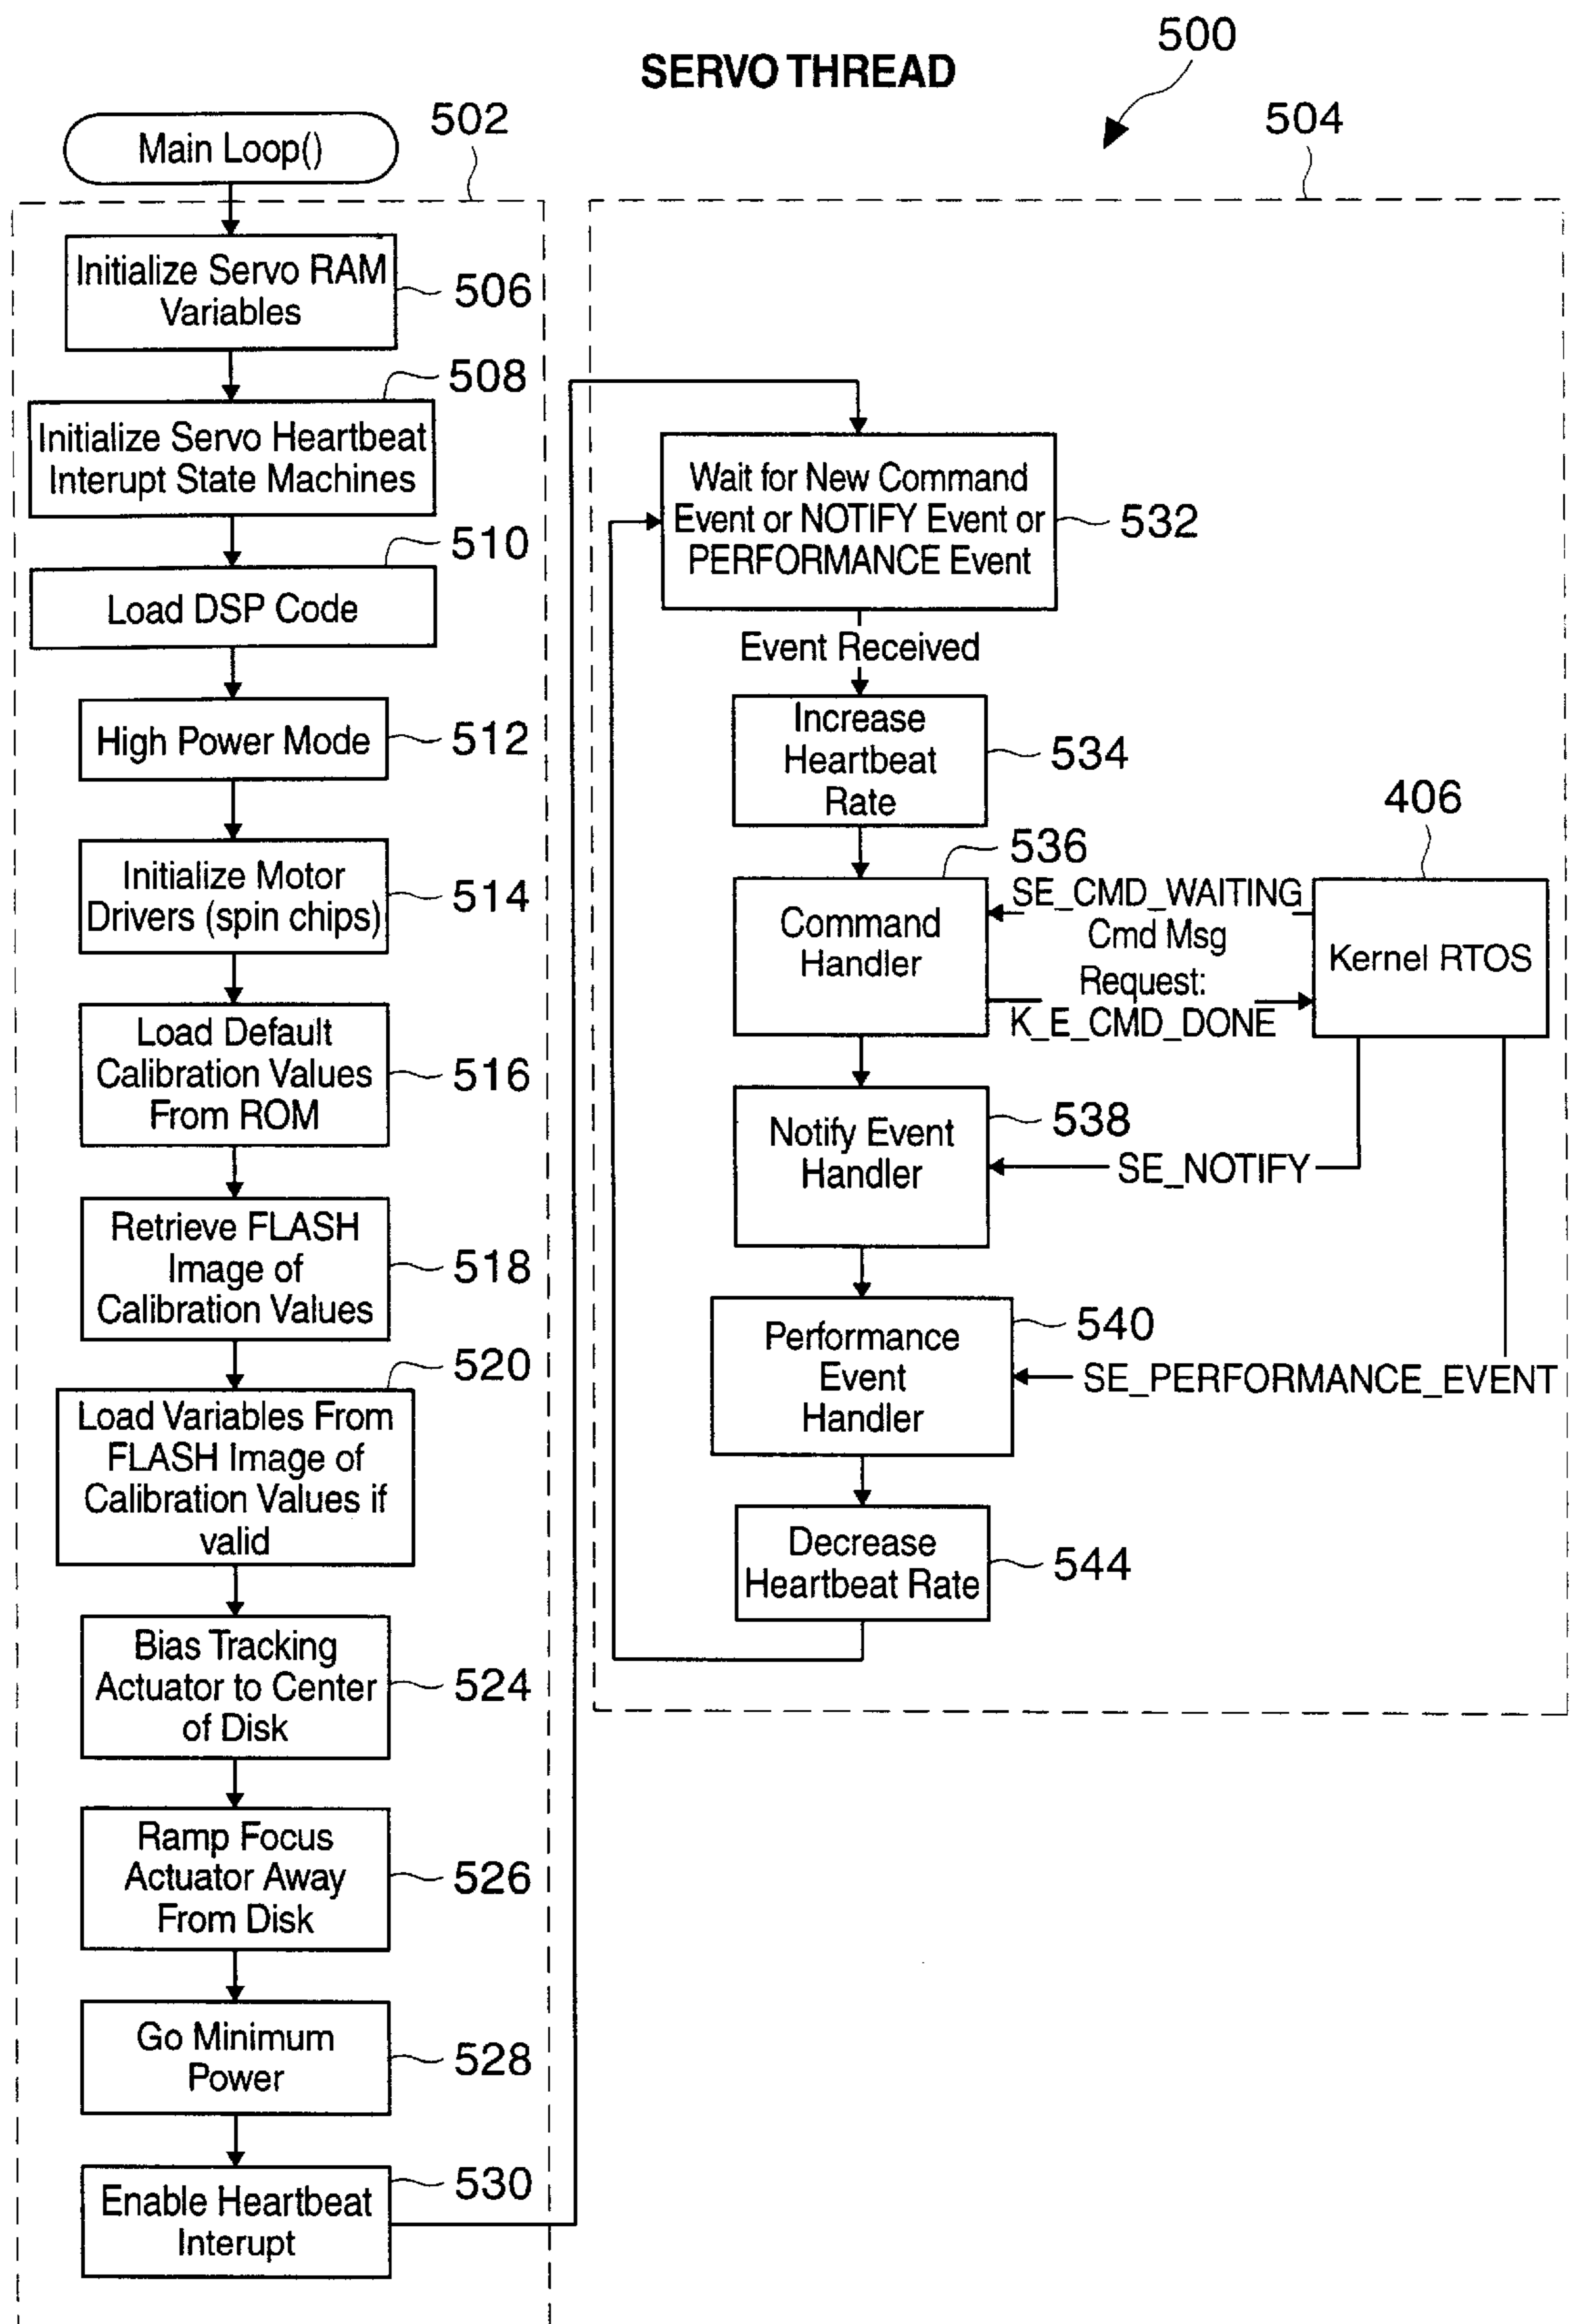 SERVO THREAD
500
Main Loop()
502
504
Initialize Servo RAM
Variables
506
508
Initialize Servo Heartbeat
Interupt State Machines
510
Load DSP Code
High Power Mode
512
Initialize Motor
Drivers (spin chips)
514
Load Default
Calibration Values
From ROM
516
Retrieve FLASH
Image of
Calibration Values
518
520
Load Variables From
FLASH Image of
Calibration Values if
valid
Bias Tracking
Actuator to Center
of Disk
524
Ramp Focus
Actuator Away
From Disk
526
Go Minimum
Power
528
Enable Heartbeat
Interupt
530
Wait for New Command
Event or NOTIFY Event or
PERFORMANCE Event
532
Event Received
Increase
Heartbeat
Rate
534
536
Command
Handler
SE_CMD_WAITING
Cmd Msg
Request:
K_E_CMD_DONE
406
Kernel RTOS
Notify Event
Handler
538
SE_NOTIFY
Performance
Event
Handler
540
SE_PERFORMANCE_EVENT
Decrease
Heartbeat Rate
544